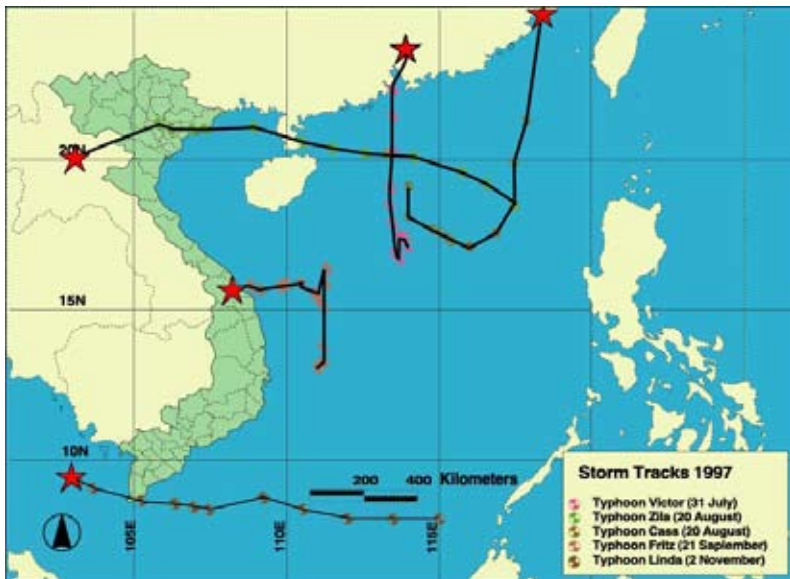 20N
15N
10N
105E
110E
115E
200 400 Kilometers
Storm Tracks 1997
Typhoon Victor (31 July)
Typhoon Zila (20 August)
Typhoon Cass (20 August)
Typhoon Fritz (21 September)
Typhoon Linda (2 November)